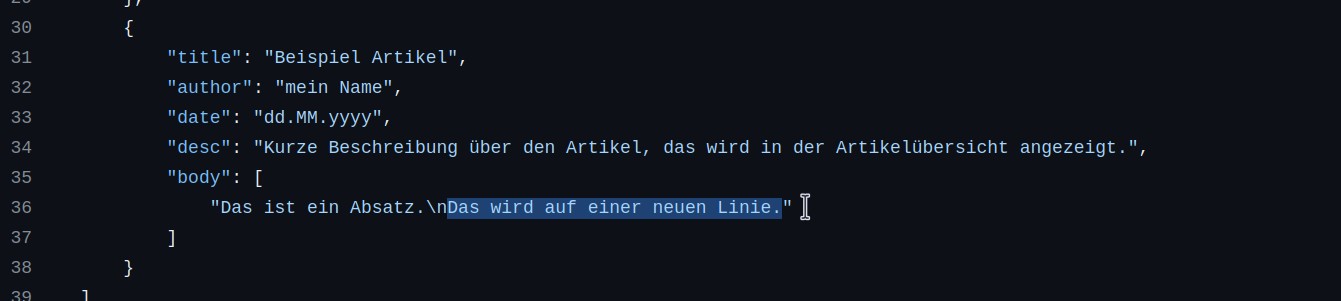 29 },
30 {
31 "title": "Beispiel Artikel",
32 "author": "mein Name",
33 "date": "dd.MM.yyyy",
34 "desc": "Kurze Beschreibung über den Artikel, das wird in der Artikelübersicht angezeigt.",
35 "body": [
36 "Das ist ein Absatz.\nDas wird auf einer neuen Linie."
37 ]
38 }
39 ]